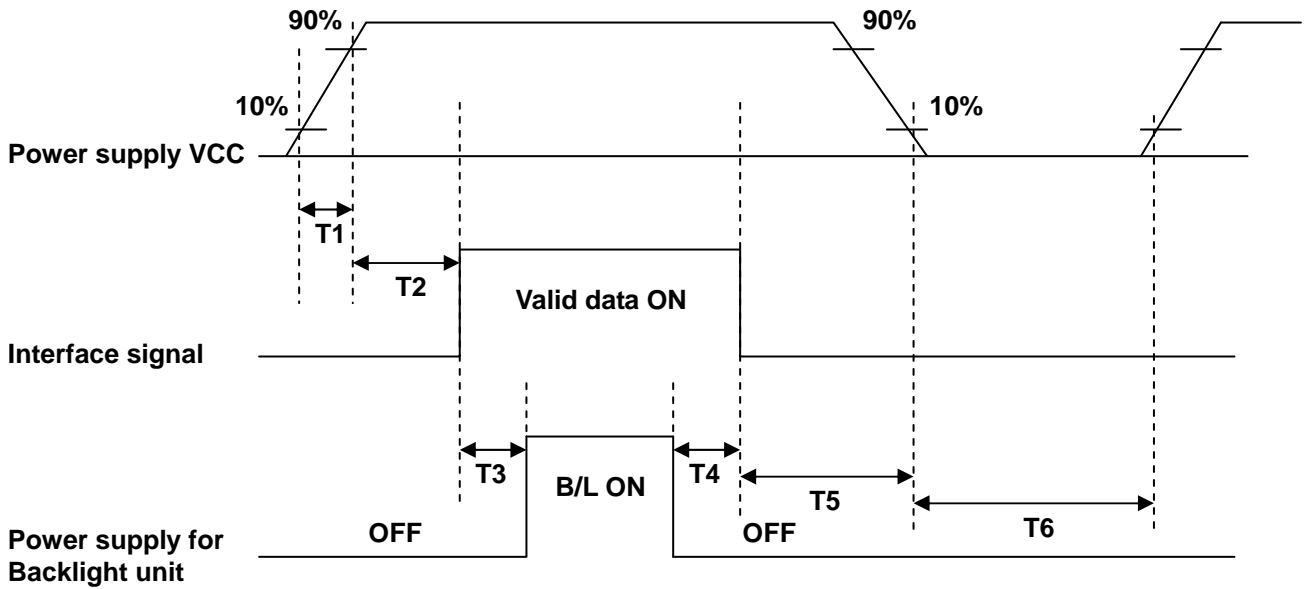 90%
90%
10%
10%
Power supply VCC
T1
T2
Valid data ON
Interface signal
T3
T4
B/L ON
T5
T6
OFF
OFF
Power supply for
Backlight unit